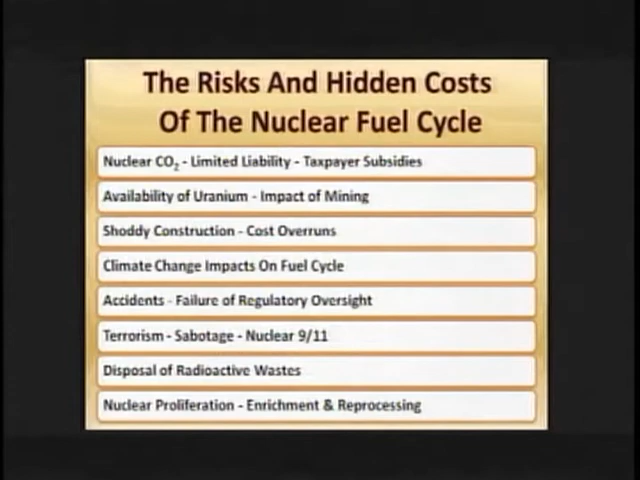 The Risks And Hidden Costs
Of The Nuclear Fuel Cycle
Nuclear CO₂ - Limited Liability - Taxpayer Subsidies
Availability of Uranium - Impact of Mining
Shoddy Construction - Cost Overruns
Climate Change Impacts On Fuel Cycle
Accidents - Failure of Regulatory Oversight
Terrorism - Sabotage - Nuclear 9/11
Disposal of Radioactive Wastes
Nuclear Proliferation - Enrichment & Reprocessing